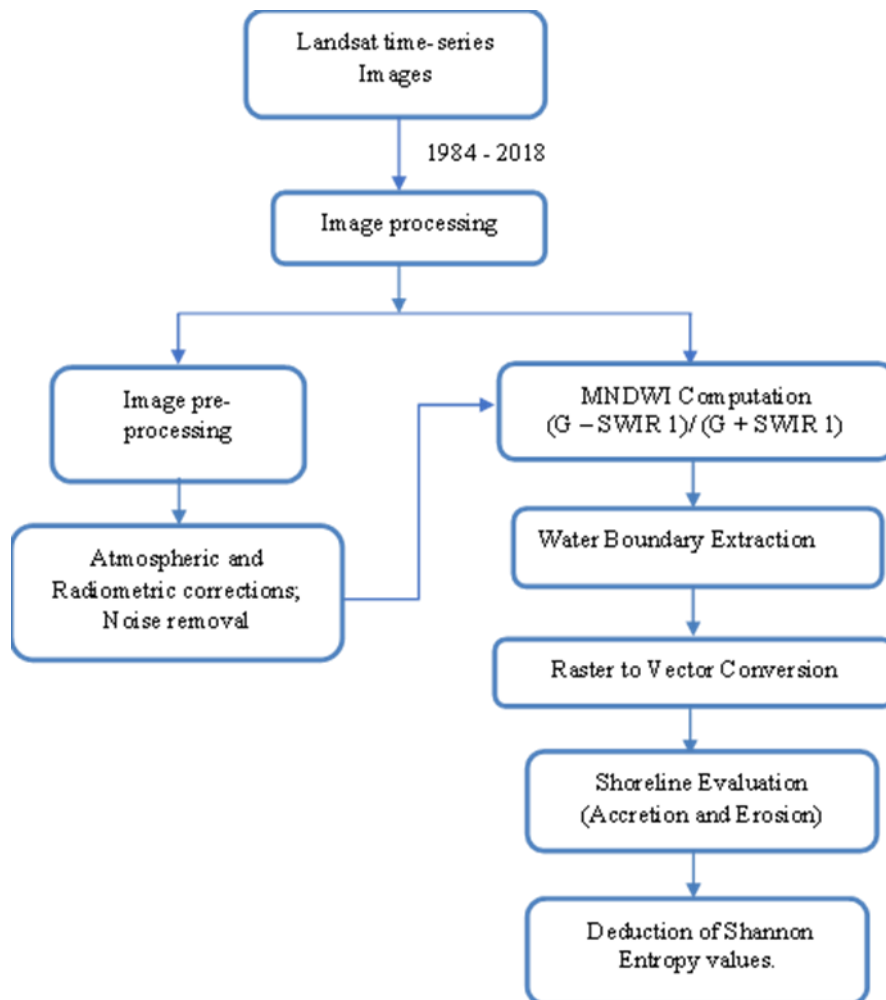 Landsat time-series
Images
1984 - 2018
Image processing
Image pre-
processing
MNDWI Computation
(G – SWIR 1)/ (G + SWIR 1)
Atmospheric and
Radiometric corrections;
Noise removal
Water Boundary Extraction
Raster to Vector Conversion
Shoreline Evaluation
(Accretion and Erosion)
Deduction of Shannon
Entropy values.